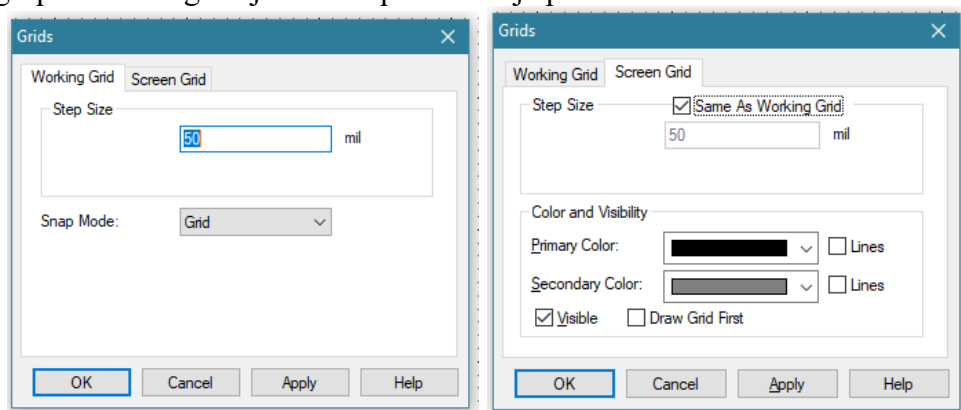 Grids
Working Grid Screen Grid
Step Size
50 mil
Snap Mode: Grid
OK Cancel Apply Help
Grids
Working Grid Screen Grid
Step Size Same As Working Grid
50 mil
Color and Visibility
Primary Color: Lines
Secondary Color: Lines
Visible Draw Grid First
OK Cancel Apply Help